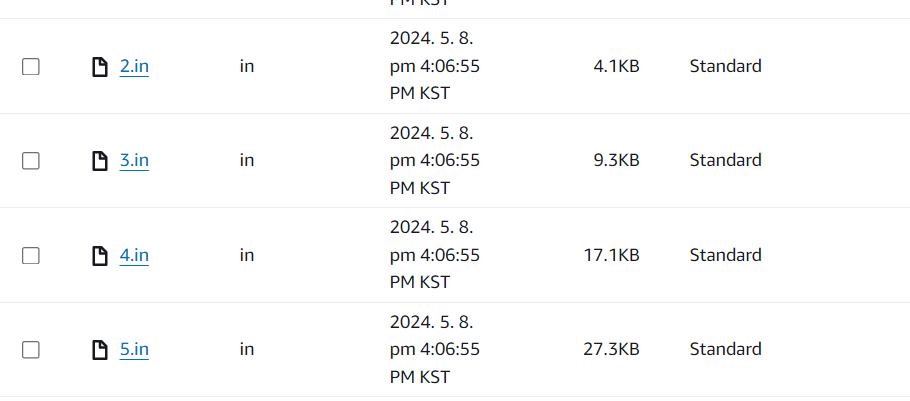 PM KST
2024. 5. 8.
2.in in pm 4:06:55 4.1KB Standard
PM KST
2024. 5. 8.
3.in in pm 4:06:55 9.3KB Standard
PM KST
2024. 5. 8.
4.in in pm 4:06:55 17.1KB Standard
PM KST
2024. 5. 8.
5.in in pm 4:06:55 27.3KB Standard
PM KST